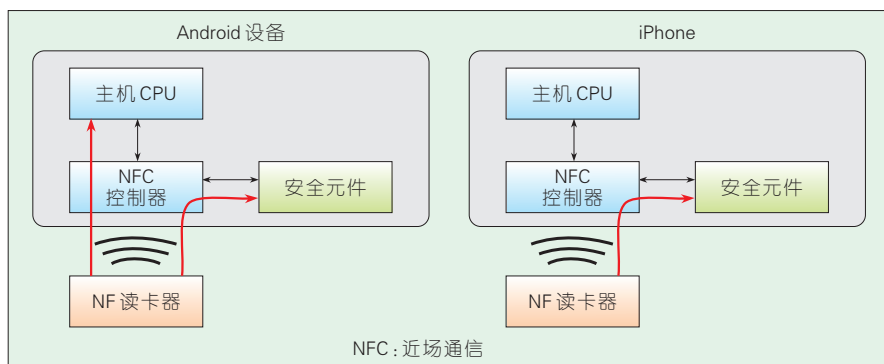 Android 设备
主机 CPU
NFC
控制器
安全元件
NF 读卡器
iPhone
主机 CPU
NFC
控制器
安全元件
NF 读卡器
NFC：近场通信